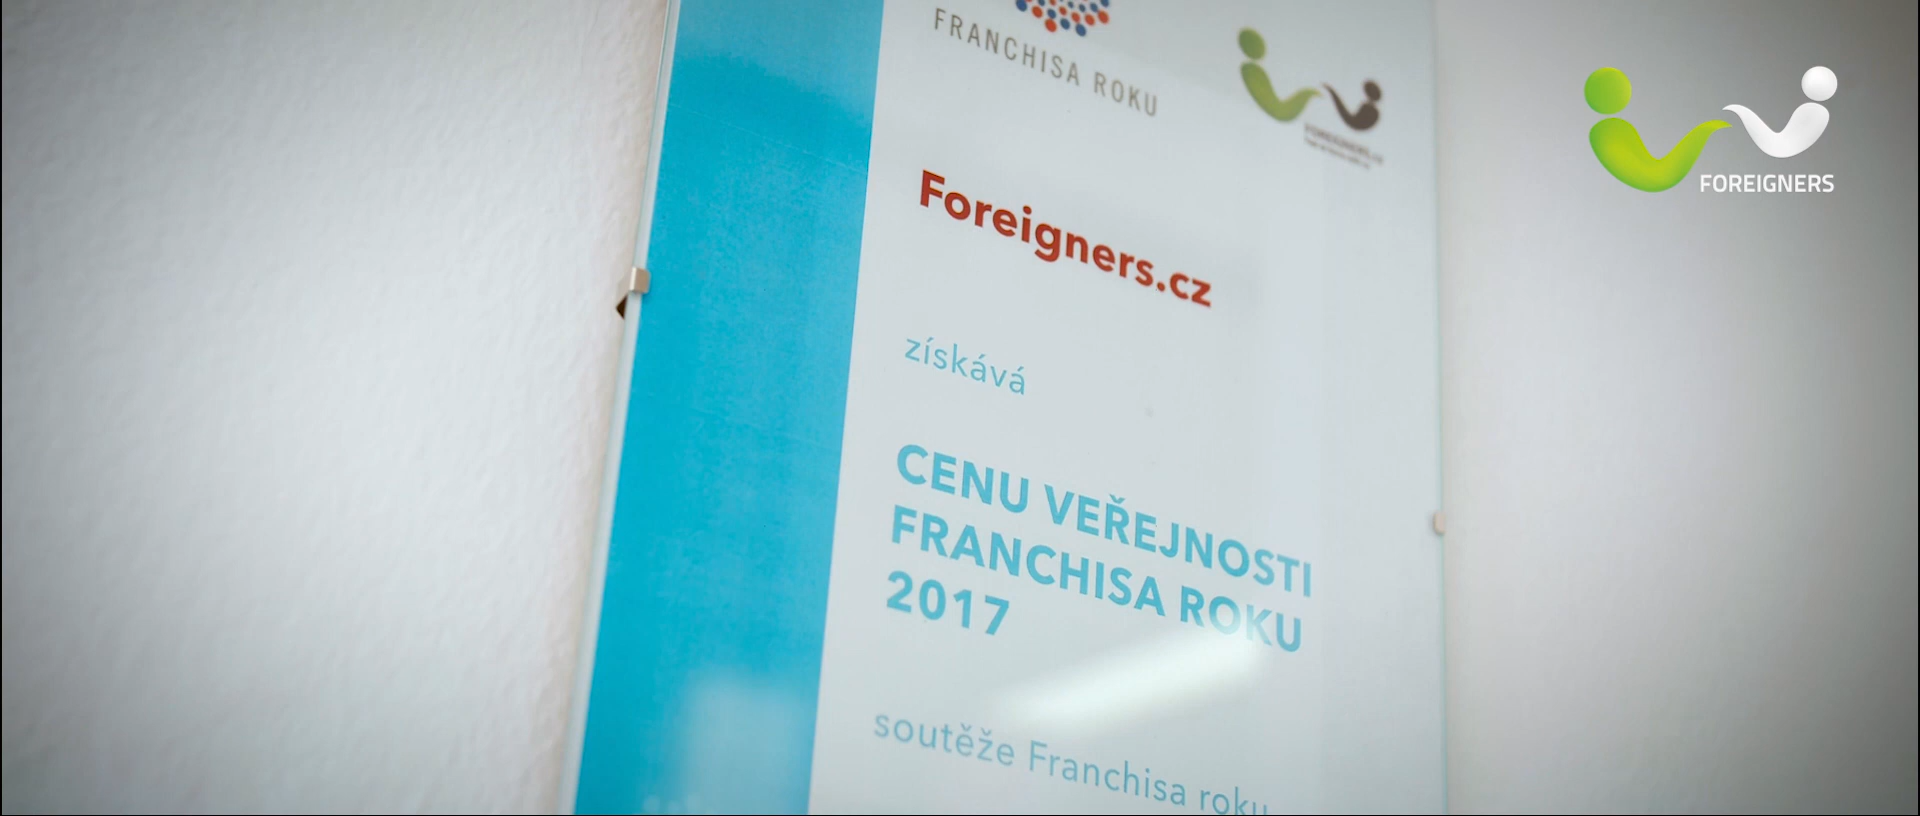 FRANCHISA ROKU
FOREIGNERS
Foreigners.cz
získává
CENU VEŘEJNOSTI
FRANCHISA ROKU
2017
soutěže Franchisa roku